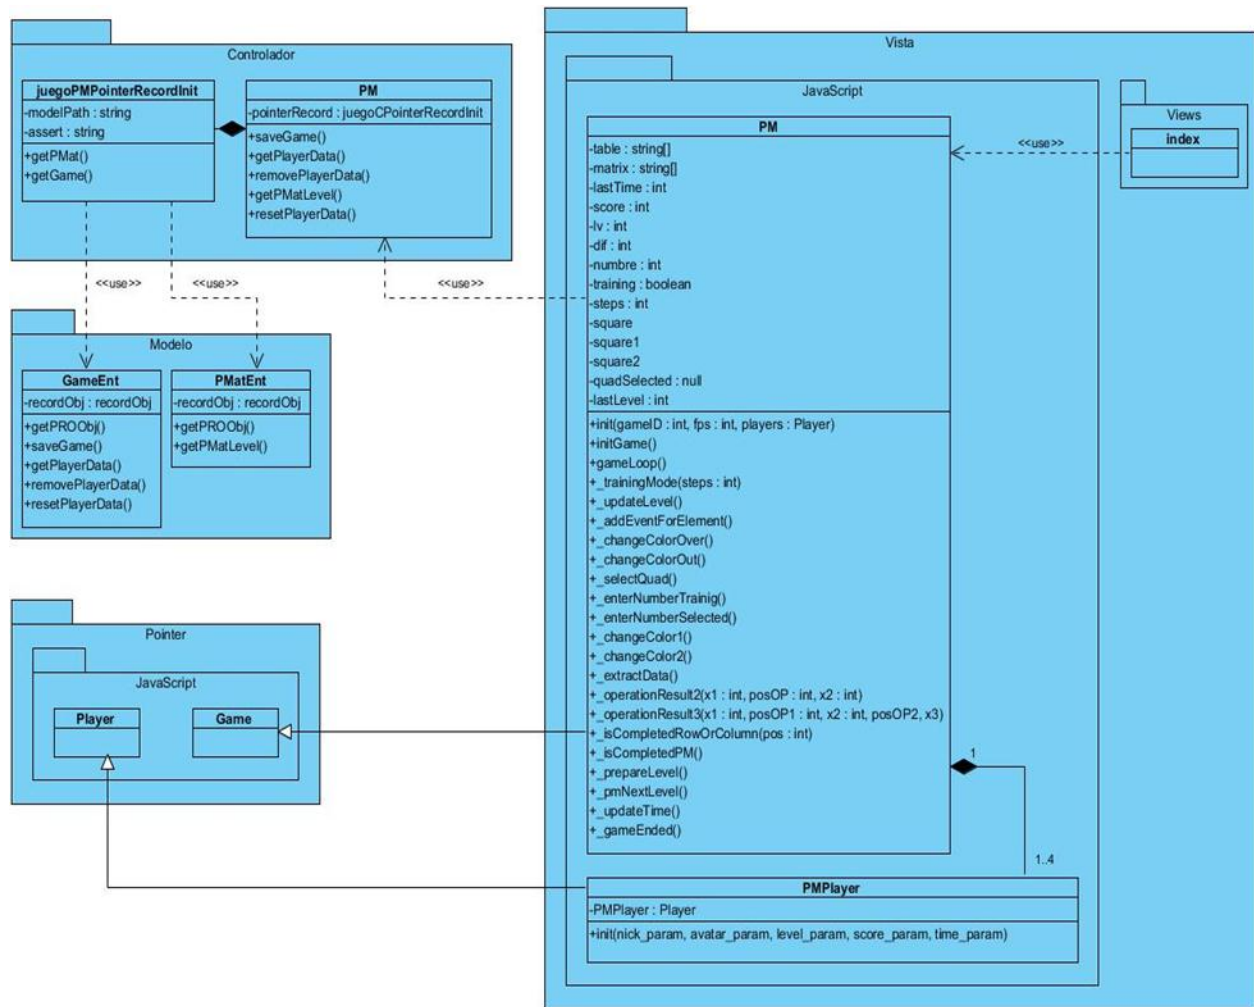 Controlador
juegoPMPointerRecordInit
-modelPath : string
-assert : string
+getPMat()
+getGame()
PM
-pointerRecord : juegoCPointerRecordInit
+saveGame()
+getPlayerData()
+removePlayerData()
+getPMatLevel()
+resetPlayerData()
<<use>>
<<use>>
<<use>>
Modelo
GameEnt
-recordObj : recordObj
+getPROObj()
+saveGame()
+getPlayerData()
+removePlayerData()
+resetPlayerData()
PMatEnt
-recordObj : recordObj
+getPROObj()
+getPMatLevel()
Pointer
JavaScript
Player
Game
Vista
JavaScript
PM
-table : string[]
-matrix : string[]
-lastTime : int
-score : int
-lv : int
-dif : int
-numbre : int
-training : boolean
-steps : int
-square
-square1
-square2
-quadSelected : null
-lastLevel : int
+init(gameID : int, fps : int, players : Player)
+initGame()
+gameLoop()
+_trainingMode(steps : int)
+_updateLevel()
+_addEventForElement()
+_changeColorOver()
+_changeColorOut()
+_selectQuad()
+_enterNumberTrainig()
+_enterNumberSelected()
+_changeColor1()
+_changeColor2()
+_extractData()
+_operationResult2(x1 : int, posOP : int, x2 : int)
+_operationResult3(x1 : int, posOP1 : int, x2 : int, posOP2, x3)
+_isCompletedRowOrColumn(pos : int)
+_isCompletedPM()
+_prepareLevel()
+_pmNextLevel()
+_updateTime()
+_gameEnded()
<<use>>
Views
index
1
1..4
PMPlayer
-PMPlayer : Player
+init(nick_param, avatar_param, level_param, score_param, time_param)